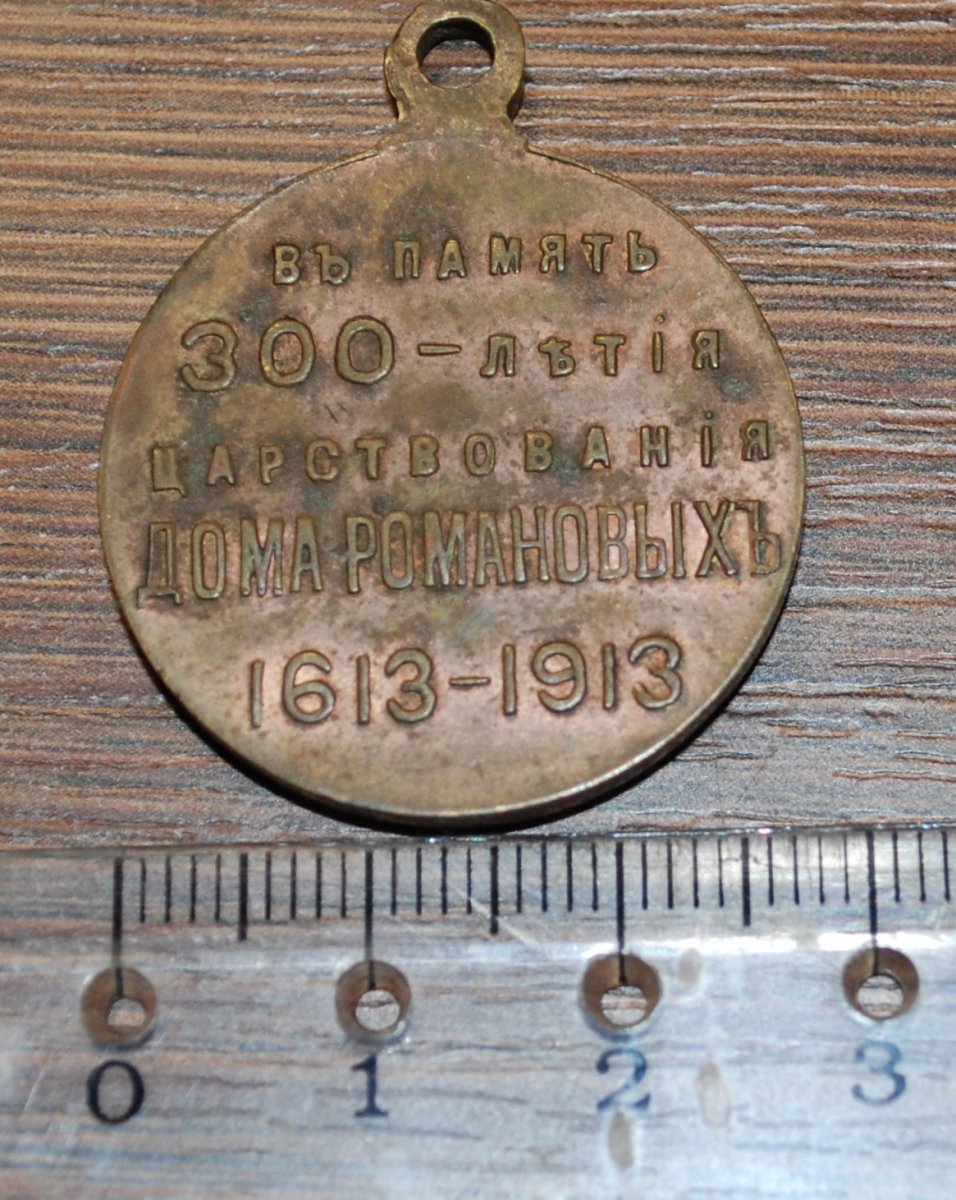 ВЪ ПАМЯТЬ
300-ЛѢТІЯ
ЦАРСТВОВАНІЯ
ДОМА РОМАНОВЫХЪ
1613-1913
0 1 2 3